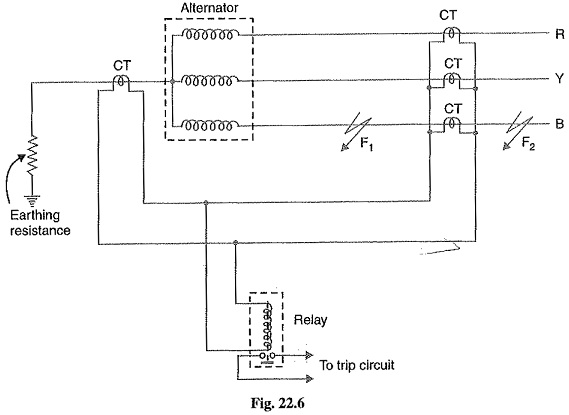 Alternator
CT
R
CT
CT
Y
CT
B
F1
F2
Earthing
resistance
Relay
To trip circuit
Fig. 22.6